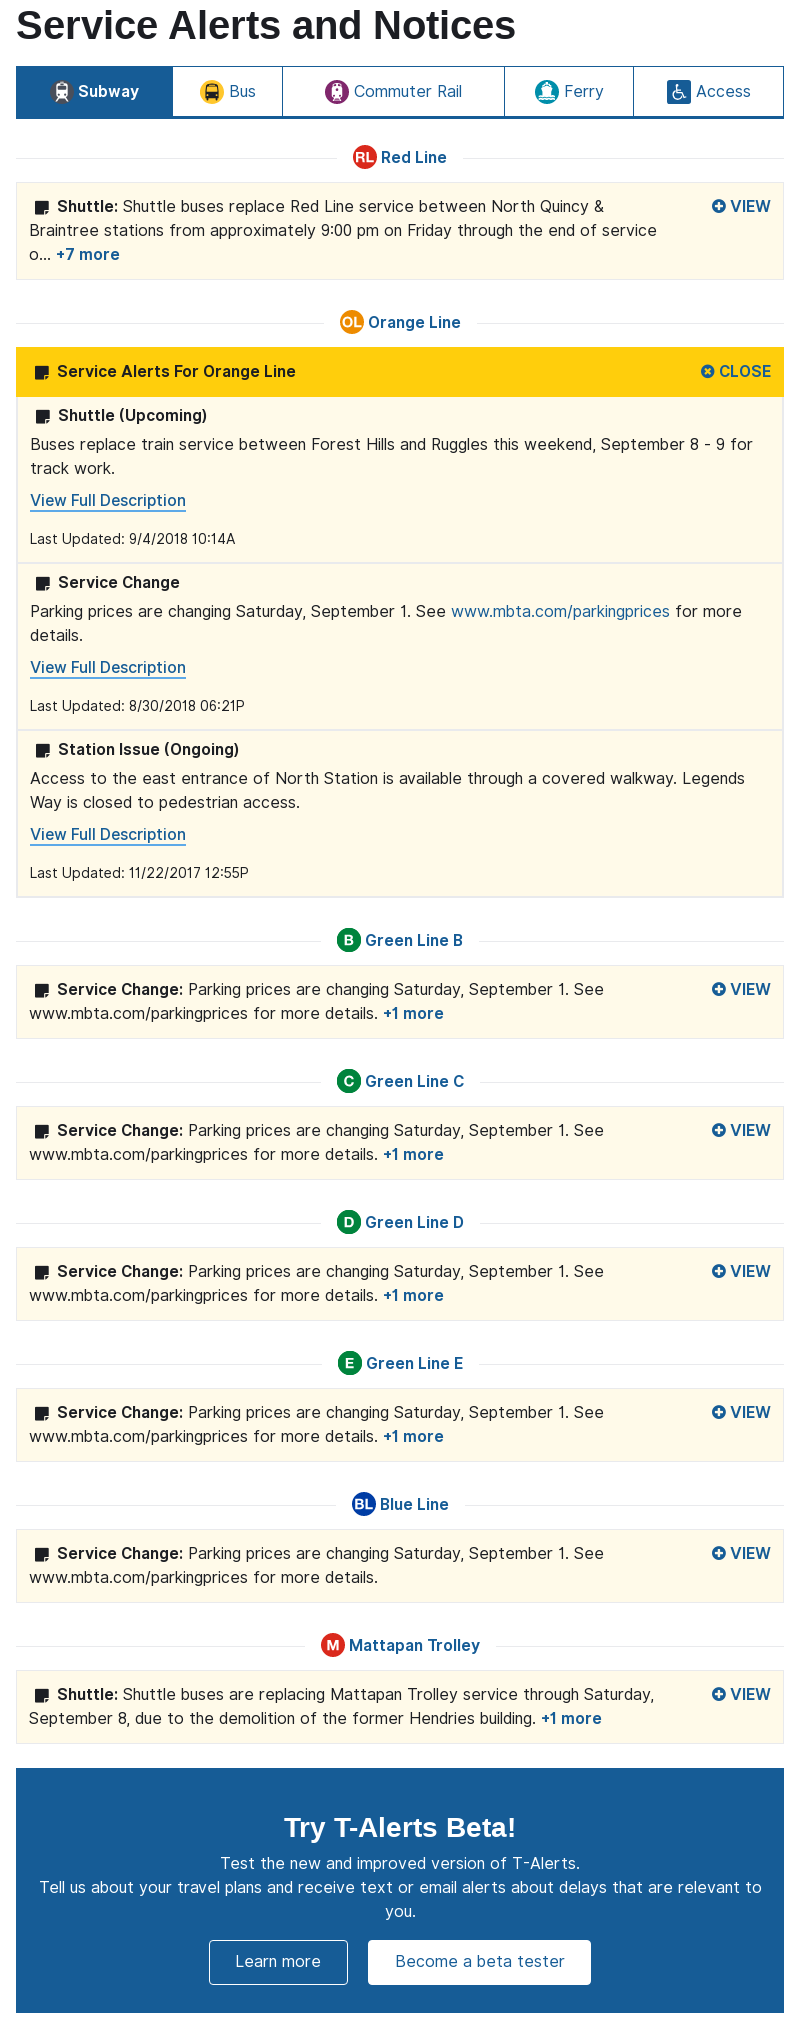 Service Alerts and Notices
Subway Bus Commuter Rail Ferry Access
RL Red Line
Shuttle: Shuttle buses replace Red Line service between North Quincy & VIEW
Braintree stations from approximately 9:00 pm on Friday through the end of service
o... +7 more
OL Orange Line
Service Alerts For Orange Line CLOSE
Shuttle (Upcoming)
Buses replace train service between Forest Hills and Ruggles this weekend, September 8 - 9 for
track work.
View Full Description
Last Updated: 9/4/2018 10:14A
Service Change
Parking prices are changing Saturday, September 1. See www.mbta.com/parkingprices for more
details.
View Full Description
Last Updated: 8/30/2018 06:21P
Station Issue (Ongoing)
Access to the east entrance of North Station is available through a covered walkway. Legends
Way is closed to pedestrian access.
View Full Description
Last Updated: 11/22/2017 12:55P
B Green Line B
Service Change: Parking prices are changing Saturday, September 1. See VIEW
www.mbta.com/parkingprices for more details. +1 more
C Green Line C
Service Change: Parking prices are changing Saturday, September 1. See VIEW
www.mbta.com/parkingprices for more details. +1 more
D Green Line D
Service Change: Parking prices are changing Saturday, September 1. See VIEW
www.mbta.com/parkingprices for more details. +1 more
E Green Line E
Service Change: Parking prices are changing Saturday, September 1. See VIEW
www.mbta.com/parkingprices for more details. +1 more
BL Blue Line
Service Change: Parking prices are changing Saturday, September 1. See VIEW
www.mbta.com/parkingprices for more details.
M Mattapan Trolley
Shuttle: Shuttle buses are replacing Mattapan Trolley service through Saturday, VIEW
September 8, due to the demolition of the former Hendries building. +1 more
Try T-Alerts Beta!
Test the new and improved version of T-Alerts.
Tell us about your travel plans and receive text or email alerts about delays that are relevant to
you.
Learn more Become a beta tester